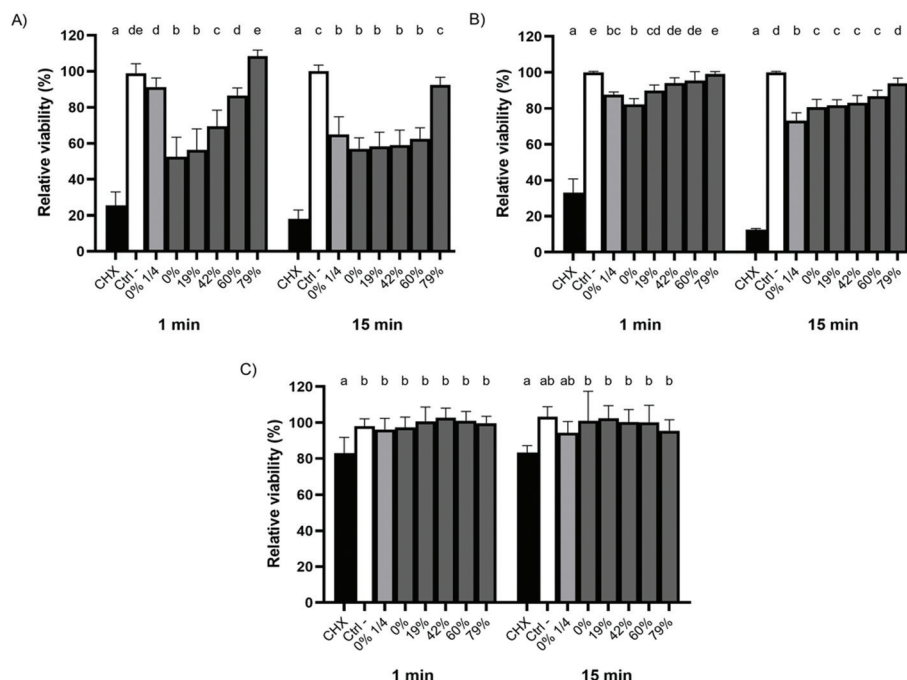 A)
a de d b b c d e a c b b b b b c
Relative viability (%)
120
100
80
60
40
20
0
CHX Ctrl - 0% 1/4 0% 19% 42% 60% 79% CHX Ctrl - 0% 1/4 0% 19% 42% 60% 79%
1 min 15 min
B)
a e bc b cd de de e a d b c c c c d
Relative viability (%)
120
100
80
60
40
20
0
CHX Ctrl - 0% 1/4 0% 19% 42% 60% 79% CHX Ctrl - 0% 1/4 0% 19% 42% 60% 79%
1 min 15 min
C)
a b b b b b b b a ab ab b b b b b
Relative viability (%)
120
100
80
60
40
20
0
CHX Ctrl - 0% 1/4 0% 19% 42% 60% 79% CHX Ctrl - 0% 1/4 0% 19% 42% 60% 79%
1 min 15 min